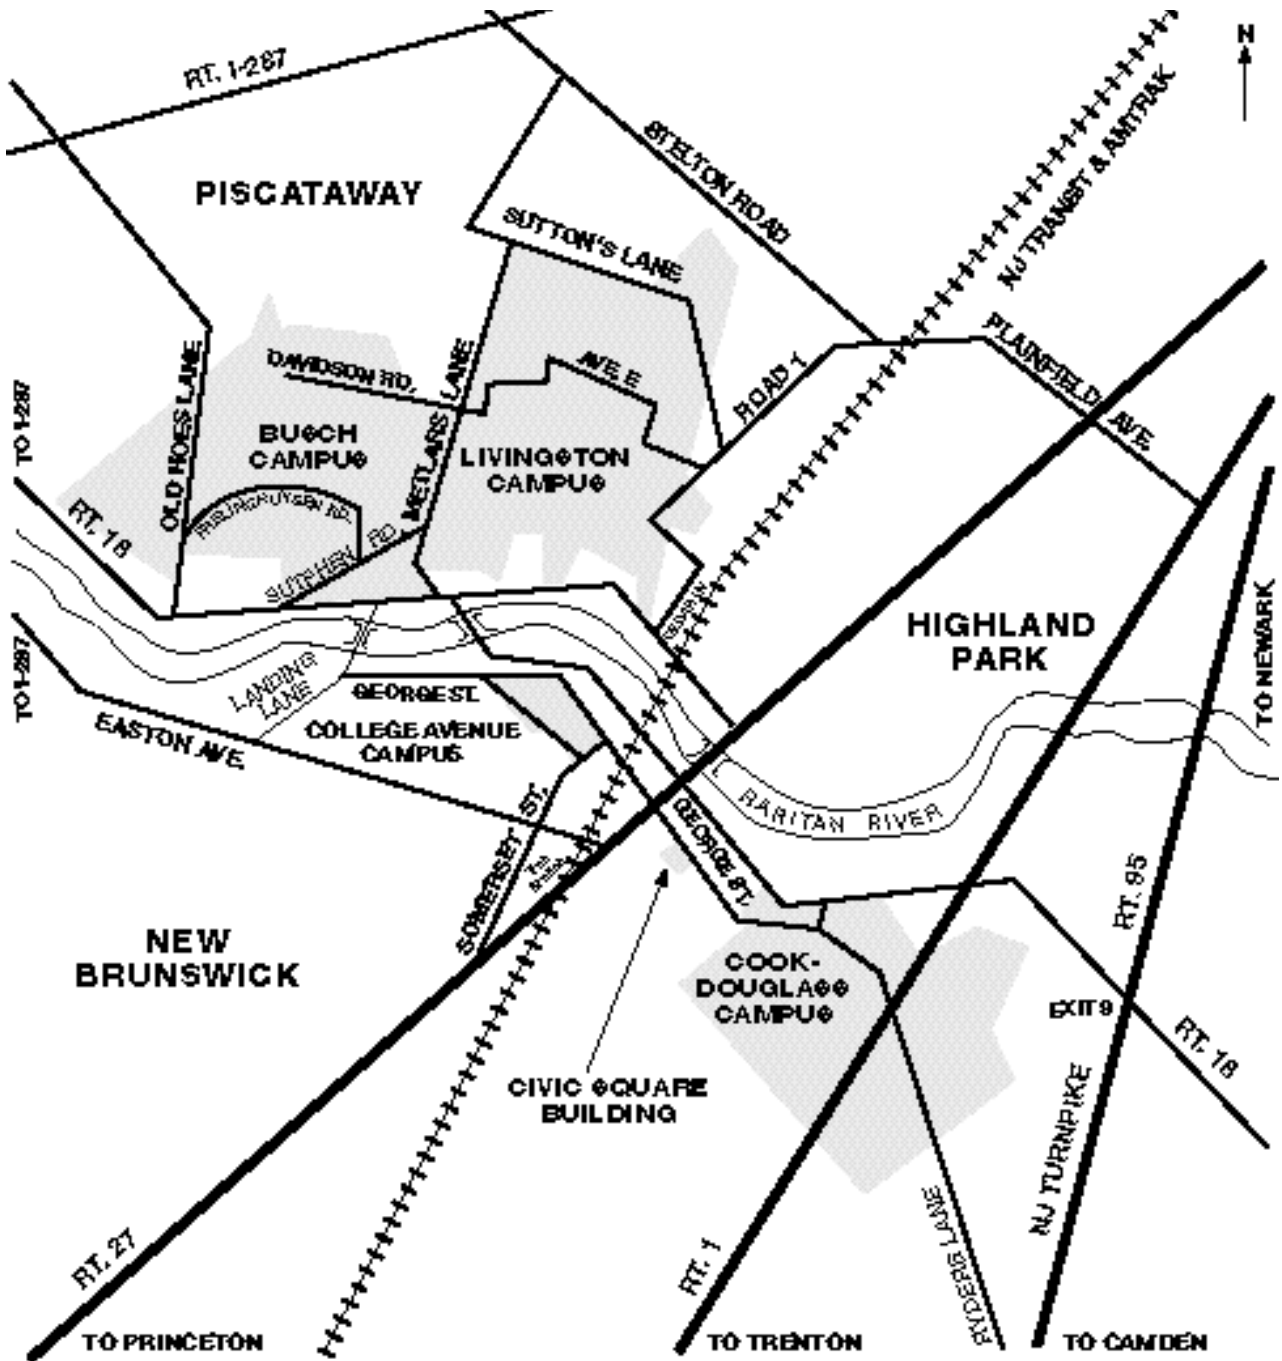 N
RT. 1-287
STELTON ROAD
NJ TRANSIT & AMTRAK
PISCATAWAY
SUTTON'S LANE
PLAINFIELD AVE
DAVIDSON RD.
AVE E
ROAD 1
METLARS LANE
OLD HOES LANE
TO 1-287
BUSCH
CAMPUS
LIVINGSTON
CAMPUS
RT. 18
SUTPHEN RD.
HIGHLAND
PARK
TO NEWARK
TO 1-287
LANDING
LANE
GEORGE ST.
COLLEGE AVENUE
CAMPUS
EASTON AVE.
RARITAN RIVER
GEORGE ST.
SOMERSET ST.
RT. 95
NEW
BRUNSWICK
COOK-
DOUGLASS
CAMPUS
EXIT 9
RT. 18
CIVIC SQUARE
BUILDING
NJ TURNPIKE
RYDERS LANE
RT. 27
RT. 1
TO PRINCETON
TO TRENTON
TO CAMDEN